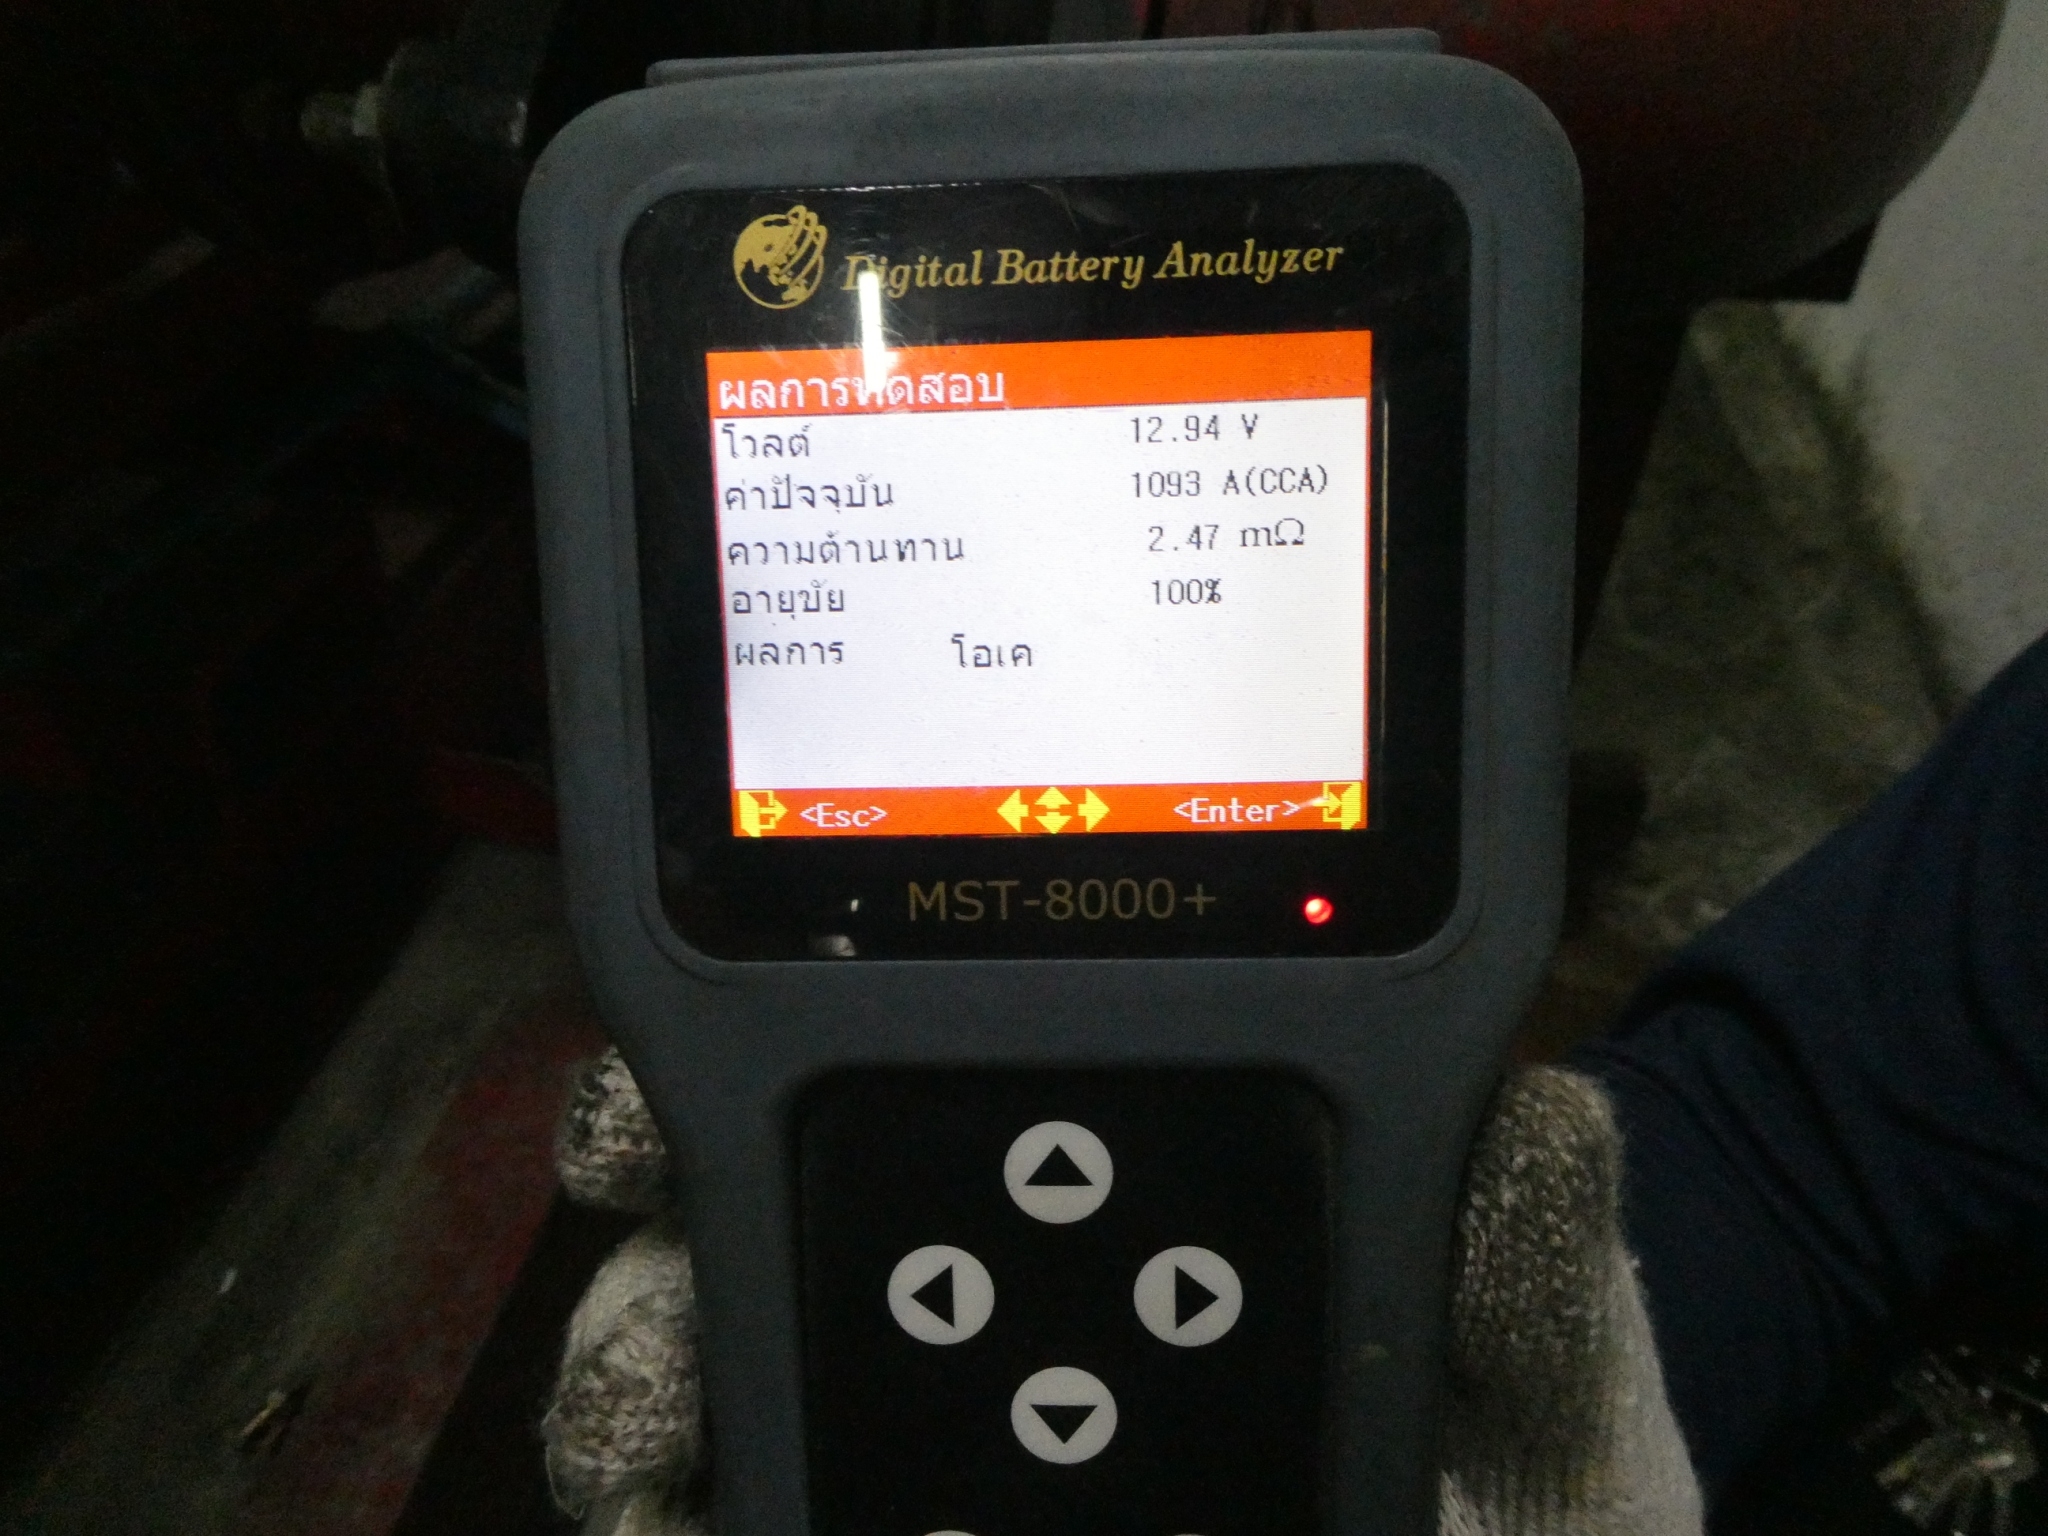 Digital Battery Analyzer
ผลการทดสอบ
โวลต์ 12.94 V
ค่าปัจจุบัน 1093 A(CCA)
ความต้านทาน 2.47 mΩ
อายุขัย 100%
ผลการ โอเค
<Esc> <Enter>
MST-8000+